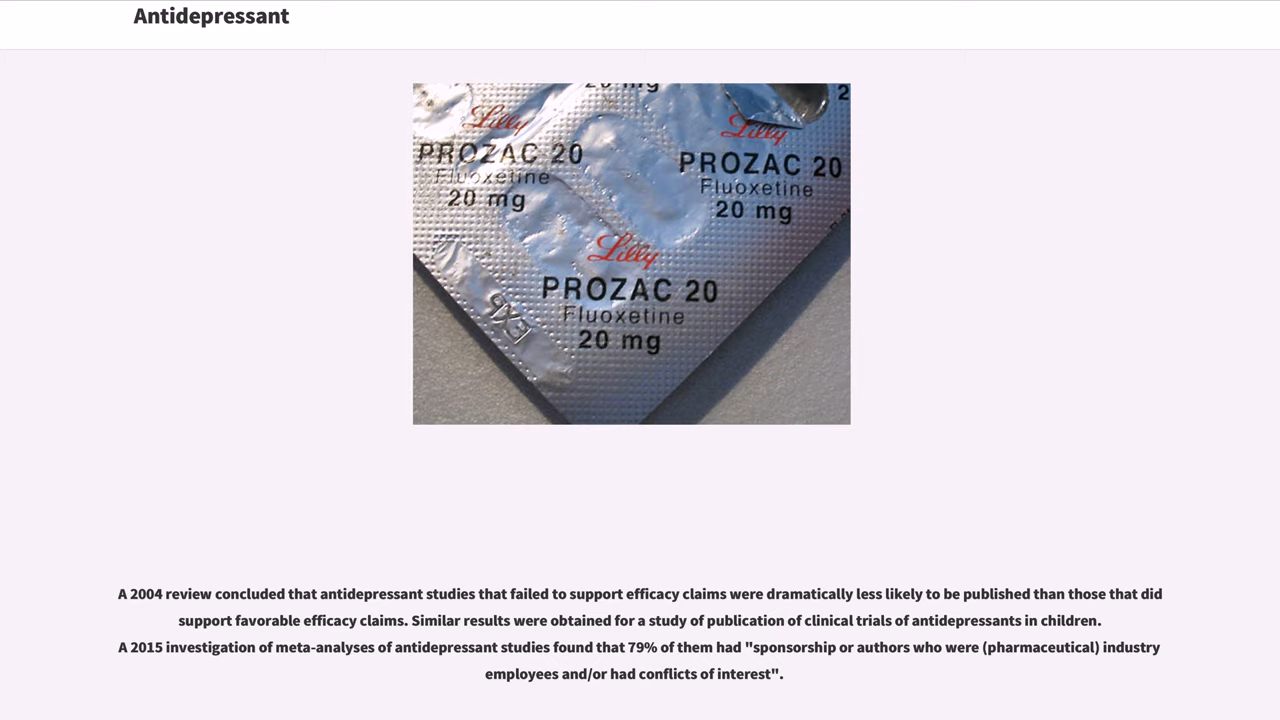 Antidepressant
20 mg
2
Lilly
PROZAC 20
Fluoxetine
20 mg
Lilly
PROZAC 20
Fluoxetine
20 mg
Lilly
PROZAC 20
Fluoxetine
20 mg
EXP
A 2004 review concluded that antidepressant studies that failed to support efficacy claims were dramatically less likely to be published than those that did
support favorable efficacy claims. Similar results were obtained for a study of publication of clinical trials of antidepressants in children.
A 2015 investigation of meta-analyses of antidepressant studies found that 79% of them had "sponsorship or authors who were (pharmaceutical) industry
employees and/or had conflicts of interest".